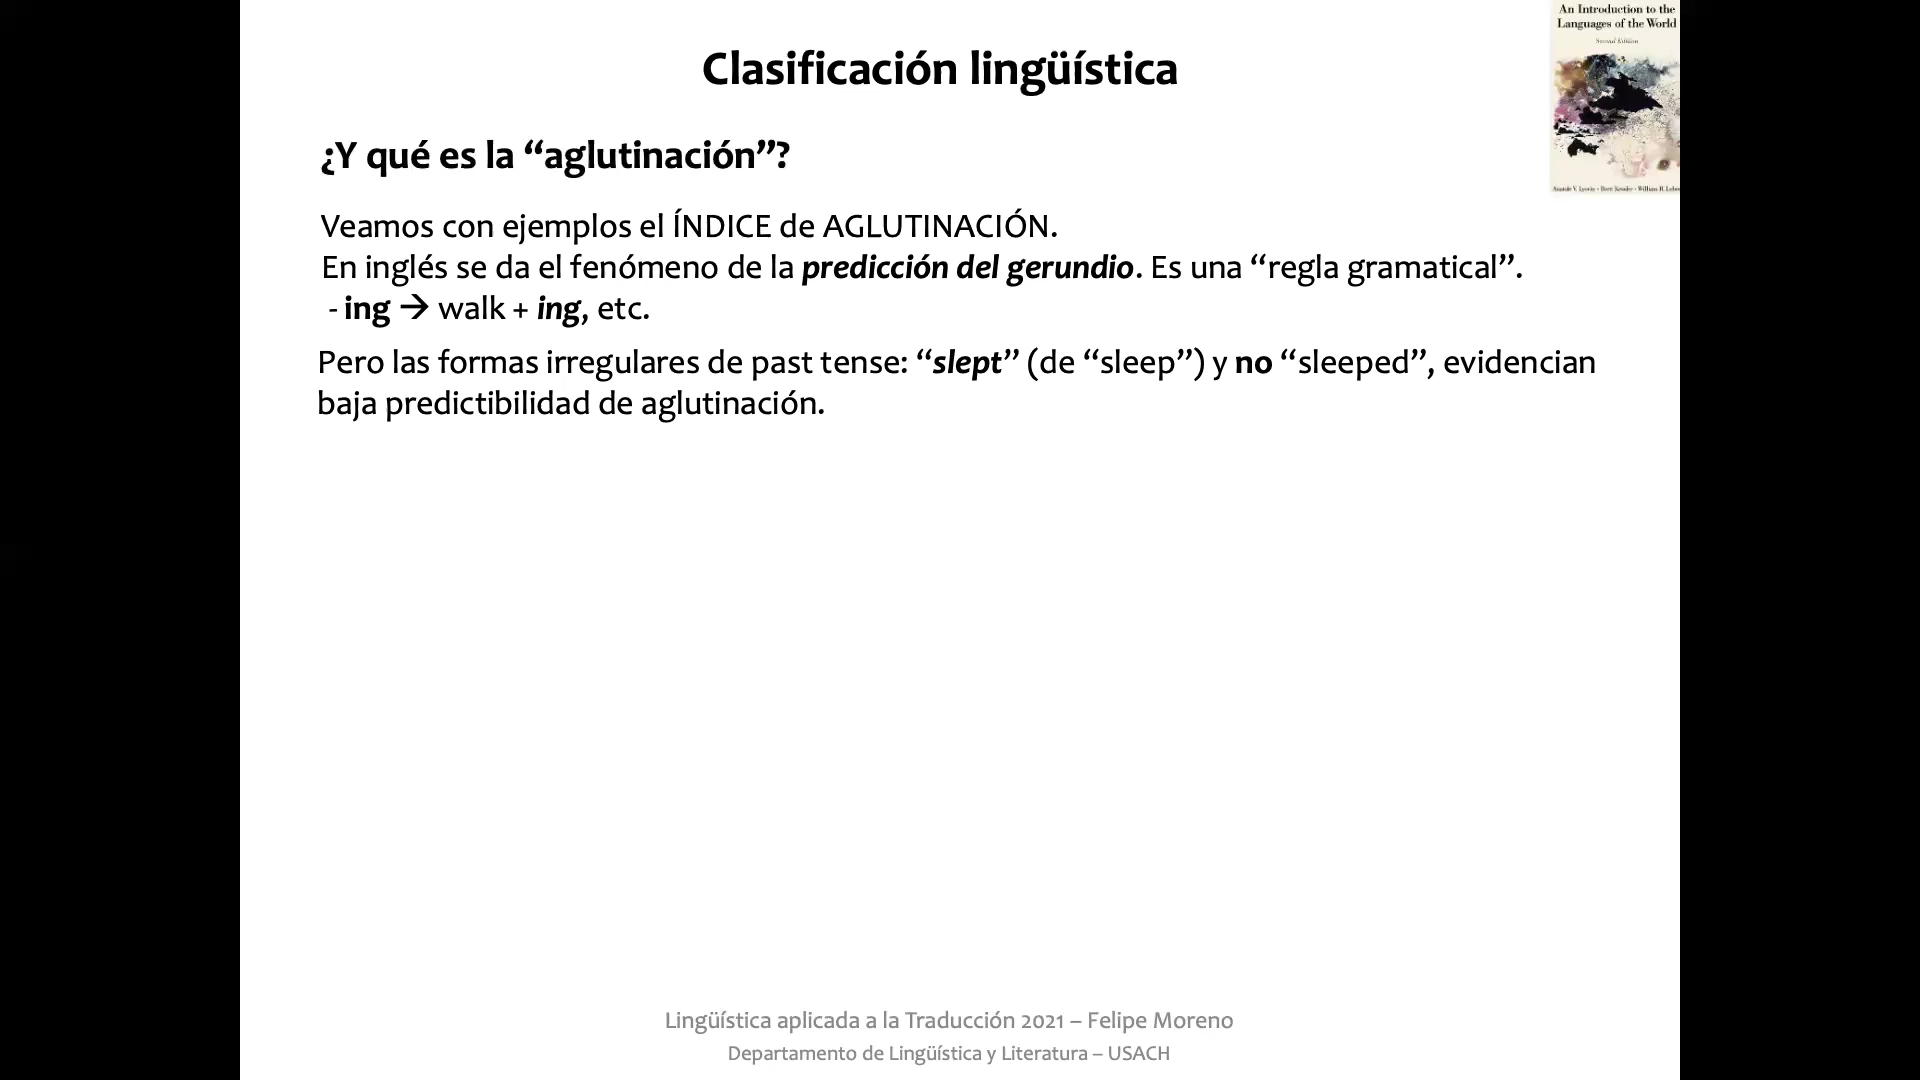 An Introduction to the
Languages of the World
Second Edition
Clasificación lingüística
¿Y qué es la “aglutinación”?
Veamos con ejemplos el ÍNDICE de AGLUTINACIÓN.
En inglés se da el fenómeno de la predicción del gerundio. Es una “regla gramatical”.
- ing → walk + ing, etc.
Pero las formas irregulares de past tense: “slept” (de “sleep”) y no “sleeped”, evidencian
baja predictibilidad de aglutinación.
Lingüística aplicada a la Traducción 2021 – Felipe Moreno
Departamento de Lingüística y Literatura – USACH